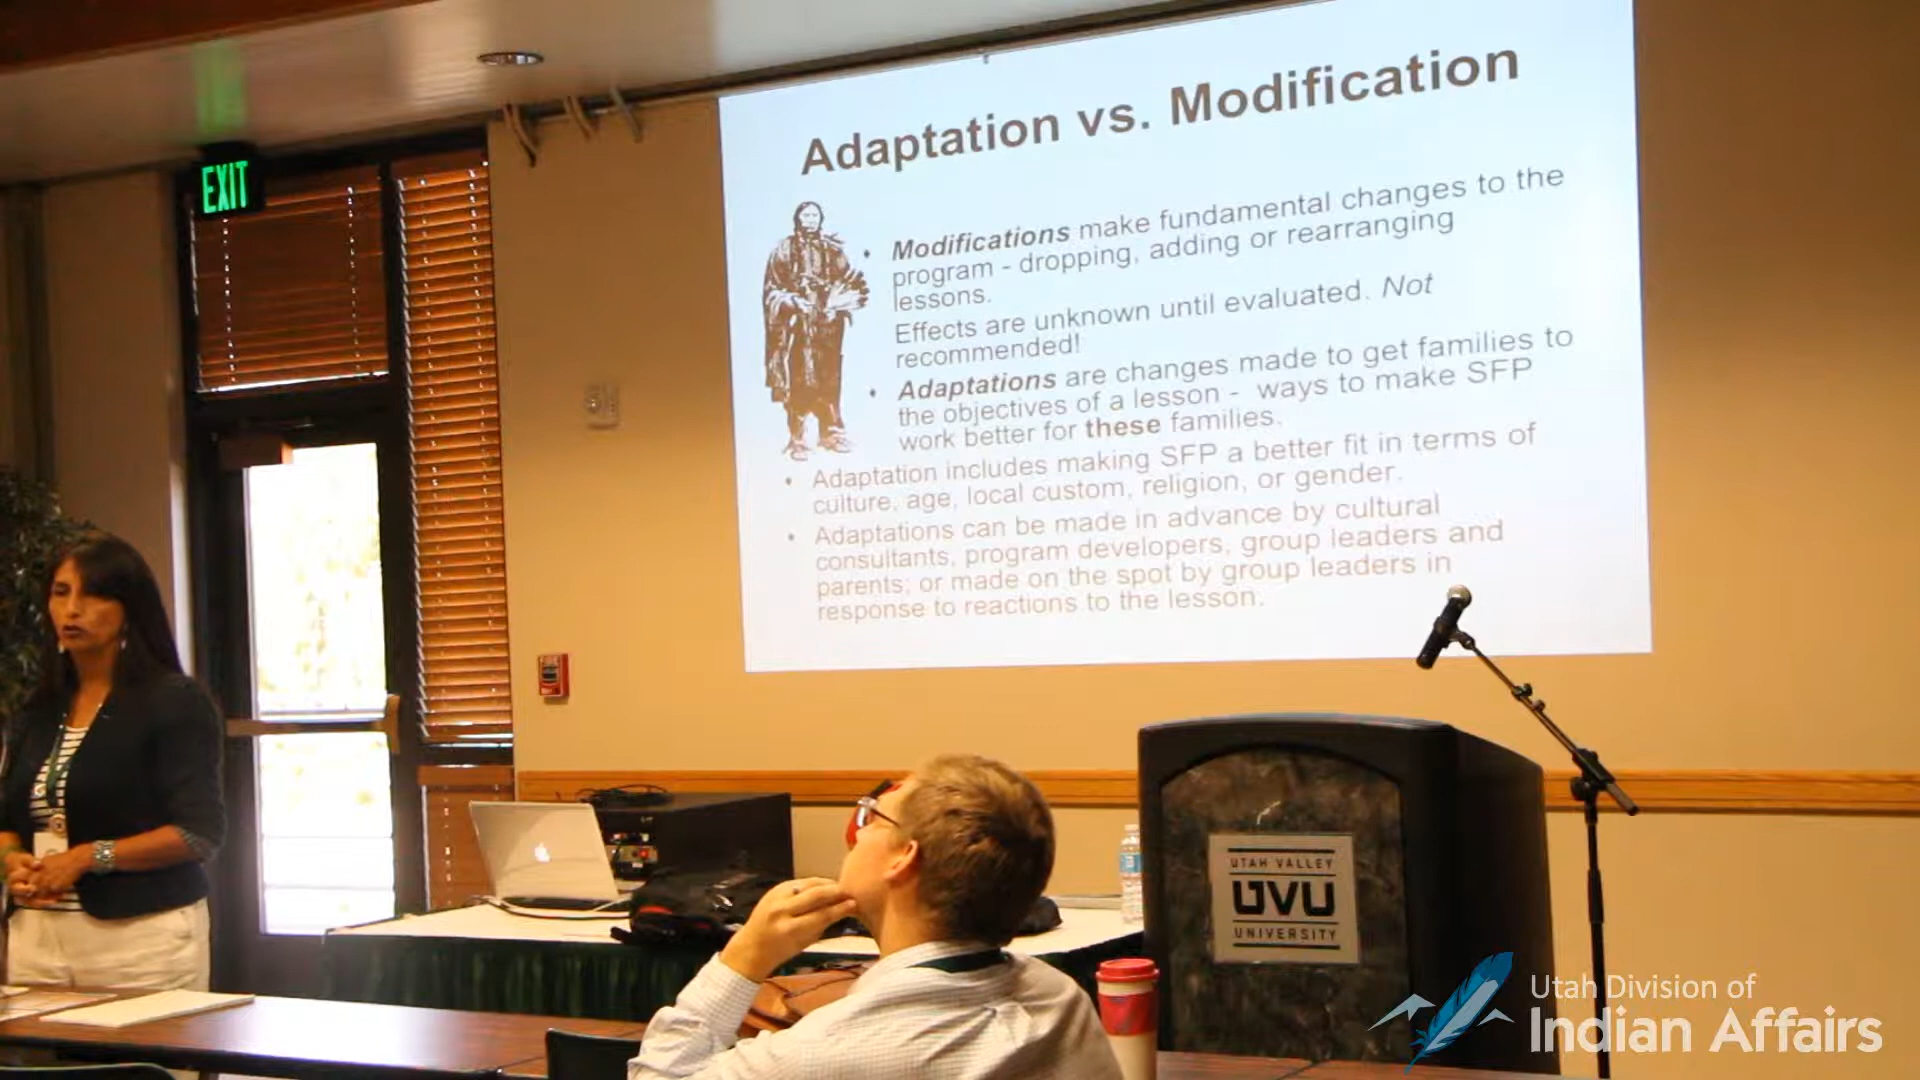 EXIT
Adaptation vs. Modification
• Modifications make fundamental changes to the
program - dropping, adding or rearranging
lessons.
Effects are unknown until evaluated. Not
recommended!
• Adaptations are changes made to get families to
the objectives of a lesson - ways to make SFP
work better for these families.
• Adaptation includes making SFP a better fit in terms of
culture, age, local custom, religion, or gender.
• Adaptations can be made in advance by cultural
consultants, program developers, group leaders and
parents; or made on the spot by group leaders in
response to reactions to the lesson.
UTAH VALLEY
UVU
UNIVERSITY
Utah Division of
Indian Affairs